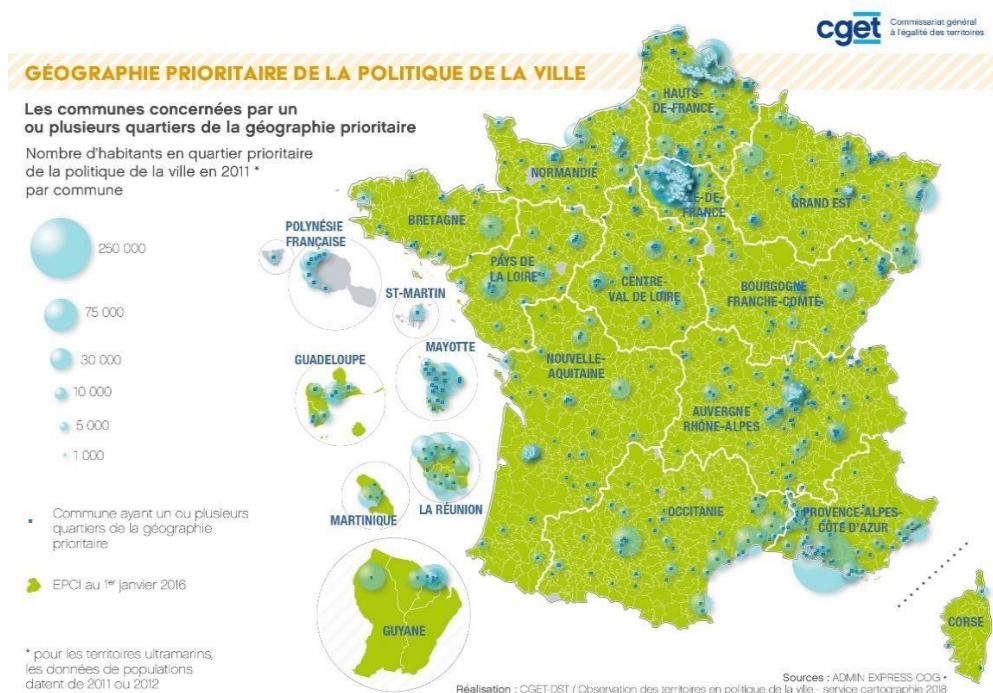 cget
Commissariat général
à l'égalité des territoires
GÉOGRAPHIE PRIORITAIRE DE LA POLITIQUE DE LA VILLE
Les communes concernées par un
ou plusieurs quartiers de la géographie prioritaire
Nombre d'habitants en quartier prioritaire
de la politique de la ville en 2011 *
par commune
250 000
75 000
30 000
10 000
5 000
1 000
Commune ayant un ou plusieurs
quartiers de la géographie
prioritaire
EPCI au 1er janvier 2016
* pour les territoires ultramarins,
les données de populations
datent de 2011 ou 2012
POLYNÉSIE
FRANÇAISE
ST-MARTIN
MAYOTTE
GUADELOUPE
MARTINIQUE
LA RÉUNION
GUYANE
HAUTS-
DE-FRANCE
NORMANDIE
ÎLE-DE-
FRANCE
GRAND EST
BRETAGNE
PAYS DE
LA LOIRE
CENTRE-
VAL DE LOIRE
BOURGOGNE
FRANCHE-COMTÉ
NOUVELLE-
AQUITAINE
AUVERGNE
RHÔNE-ALPES
OCCITANIE
PROVENCE-ALPES-
CÔTE D'AZUR
CORSE
Sources : ADMIN EXPRESS COG •
Réalisation : CGET-DST / Observation des territoires en politique de la ville - service cartographie 2018